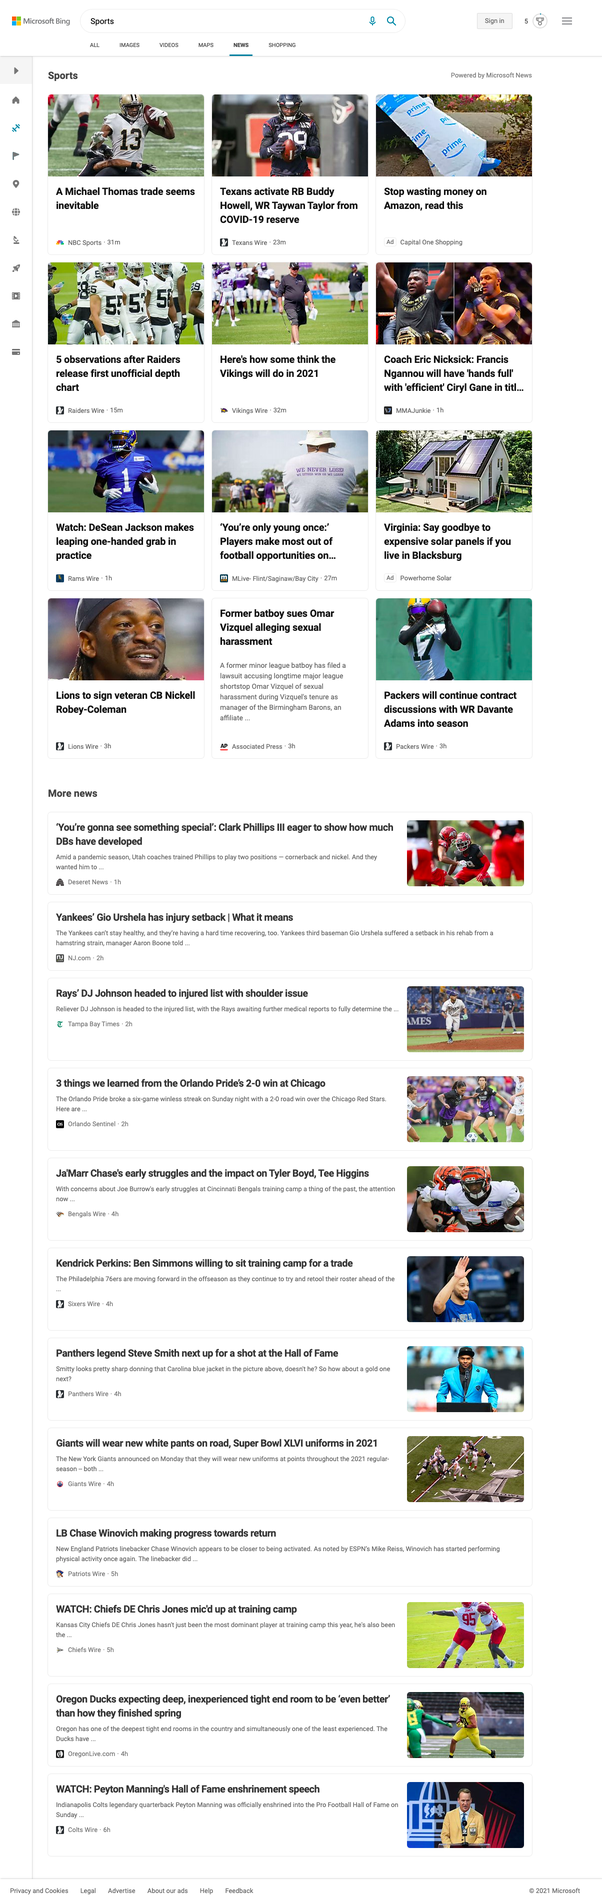 Microsoft Bing
Sports
Sign in
5
ALL IMAGES VIDEOS MAPS NEWS SHOPPING
Sports
Powered by Microsoft News
A Michael Thomas trade seems
inevitable
NBC Sports · 31m
Texans activate RB Buddy
Howell, WR Taywan Taylor from
COVID-19 reserve
Texans Wire · 23m
prime
prime
Stop wasting money on
Amazon, read this
Ad Capital One Shopping
5 observations after Raiders
release first unofficial depth
chart
Raiders Wire · 15m
Here's how some think the
Vikings will do in 2021
Vikings Wire · 32m
Coach Eric Nicksick: Francis
Ngannou will have 'hands full'
with 'efficient' Ciryl Gane in titl...
MMAJunkie · 1h
Watch: DeSean Jackson makes
leaping one-handed grab in
practice
Rams Wire · 1h
WE NEVER LOSE
'You're only young once:'
Players make most out of
football opportunities on...
MLive- Flint/Saginaw/Bay City · 27m
Virginia: Say goodbye to
expensive solar panels if you
live in Blacksburg
Ad Powerhome Solar
Lions to sign veteran CB Nickell
Robey-Coleman
Lions Wire · 3h
Former batboy sues Omar
Vizquel alleging sexual
harassment
A former minor league batboy has filed a
lawsuit accusing longtime major league
shortstop Omar Vizquel of sexual
harassment during Vizquel's tenure as
manager of the Birmingham Barons, an
affiliate ...
AP Associated Press · 3h
17
Packers will continue contract
discussions with WR Davante
Adams into season
Packers Wire · 3h
More news
'You're gonna see something special': Clark Phillips III eager to show how much
DBs have developed
Amid a pandemic season, Utah coaches trained Phillips to play two positions — cornerback and nickel. And they
wanted him to ...
Deseret News · 1h
Yankees' Gio Urshela has injury setback | What it means
The Yankees can't stay healthy, and they're having a hard time recovering, too. Yankees third baseman Gio Urshela suffered a setback in his rehab from a
hamstring strain, manager Aaron Boone told ...
NJ.com · 2h
Rays' DJ Johnson headed to injured list with shoulder issue
Reliever DJ Johnson is headed to the injured list, with the Rays awaiting further medical reports to fully determine the ...
Tampa Bay Times · 2h
3 things we learned from the Orlando Pride's 2-0 win at Chicago
The Orlando Pride broke a six-game winless streak on Sunday night with a 2-0 road win over the Chicago Red Stars.
Here are ...
Orlando Sentinel · 2h
Ja'Marr Chase's early struggles and the impact on Tyler Boyd, Tee Higgins
With concerns about Joe Burrow's early struggles at Cincinnati Bengals training camp a thing of the past, the attention
now ...
Bengals Wire · 4h
Kendrick Perkins: Ben Simmons willing to sit training camp for a trade
The Philadelphia 76ers are moving forward in the offseason as they continue to try and retool their roster ahead of the
...
Sixers Wire · 4h
Panthers legend Steve Smith next up for a shot at the Hall of Fame
Smitty looks pretty sharp donning that Carolina blue jacket in the picture above, doesn't he? So how about a gold one
next?
Panthers Wire · 4h
Giants will wear new white pants on road, Super Bowl XLVI uniforms in 2021
The New York Giants announced on Monday that they will wear new uniforms at points throughout the 2021 regular-
season – both ...
Giants Wire · 4h
LB Chase Winovich making progress towards return
New England Patriots linebacker Chase Winovich appears to be closer to being activated. As noted by ESPN's Mike Reiss, Winovich has started performing
physical activity once again. The linebacker did ...
Patriots Wire · 5h
WATCH: Chiefs DE Chris Jones mic'd up at training camp
Kansas City Chiefs DE Chris Jones hasn't just been the most dominant player at training camp this year, he's also been
the ...
Chiefs Wire · 5h
95
Oregon Ducks expecting deep, inexperienced tight end room to be 'even better'
than how they finished spring
Oregon has one of the deepest tight end rooms in the country and simultaneously one of the least experienced. The
Ducks have ...
OregonLive.com · 4h
WATCH: Peyton Manning's Hall of Fame enshrinement speech
Indianapolis Colts legendary quarterback Peyton Manning was officially enshrined into the Pro Football Hall of Fame on
Sunday ...
Colts Wire · 6h
Privacy and Cookies Legal Advertise About our ads Help Feedback
© 2021 Microsoft